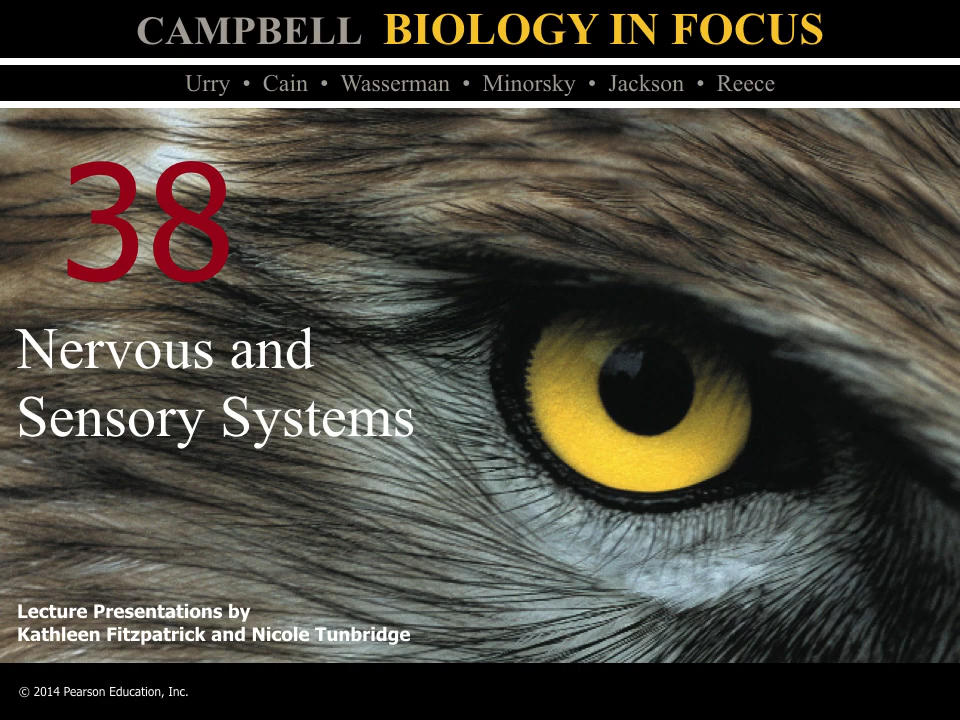 CAMPBELL BIOLOGY IN FOCUS
Urry • Cain • Wasserman • Minorsky • Jackson • Reece
38
Nervous and
Sensory Systems
Lecture Presentations by
Kathleen Fitzpatrick and Nicole Tunbridge
© 2014 Pearson Education, Inc.